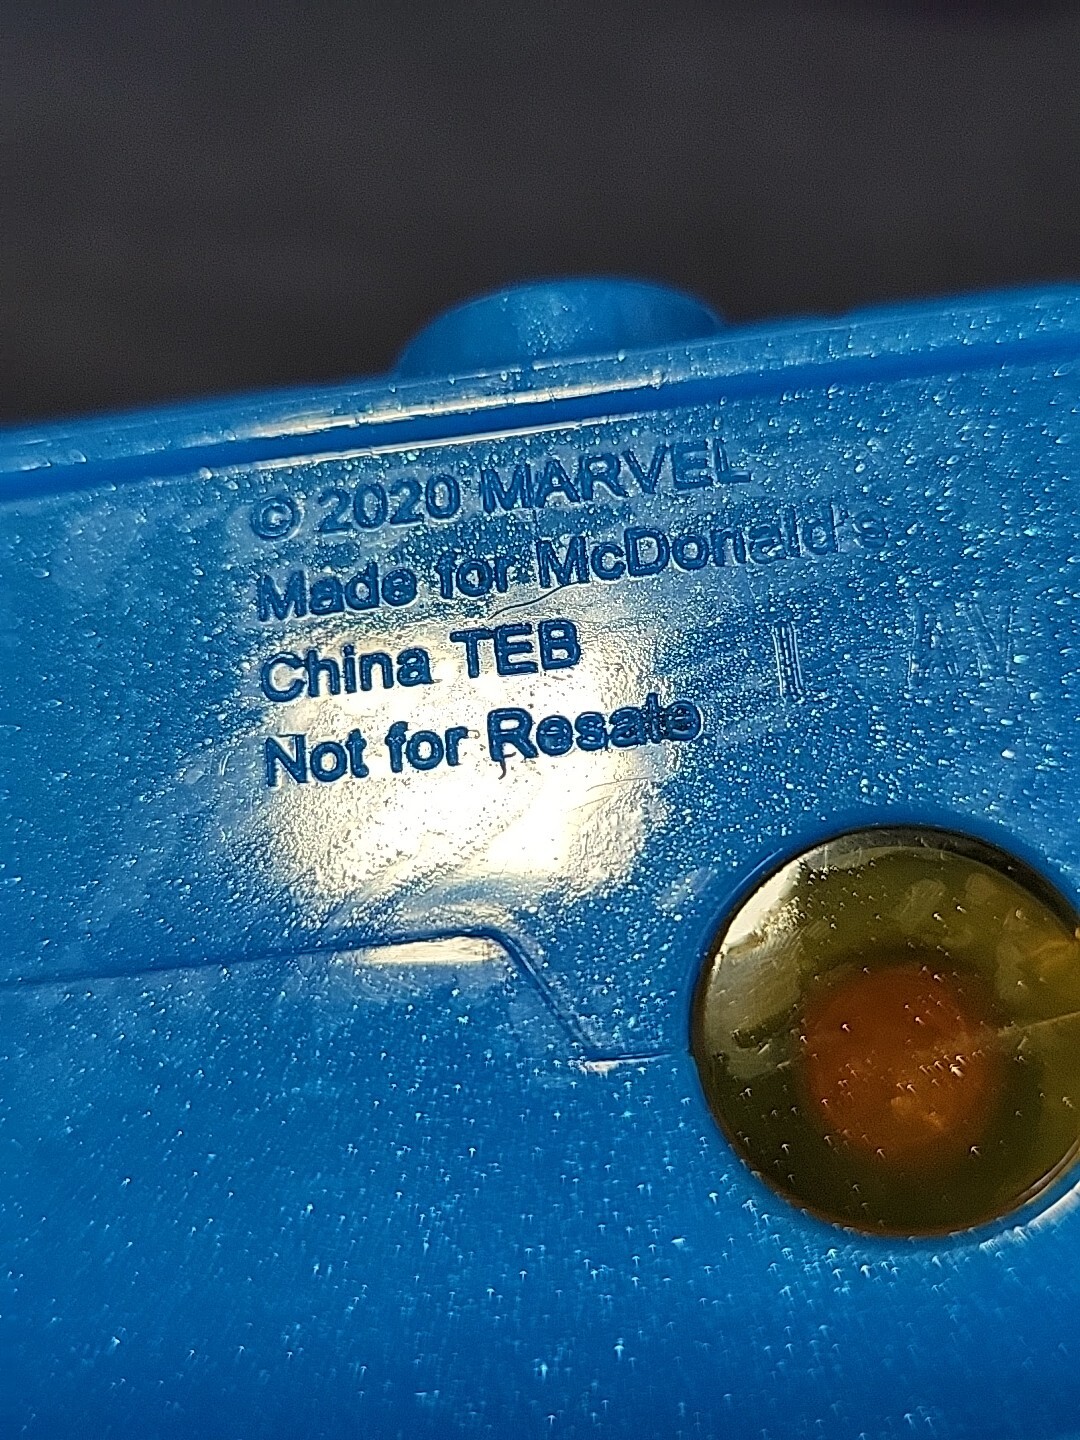 © 2020 MARVEL
Made for McDonald's
China TEB
Not for Resale